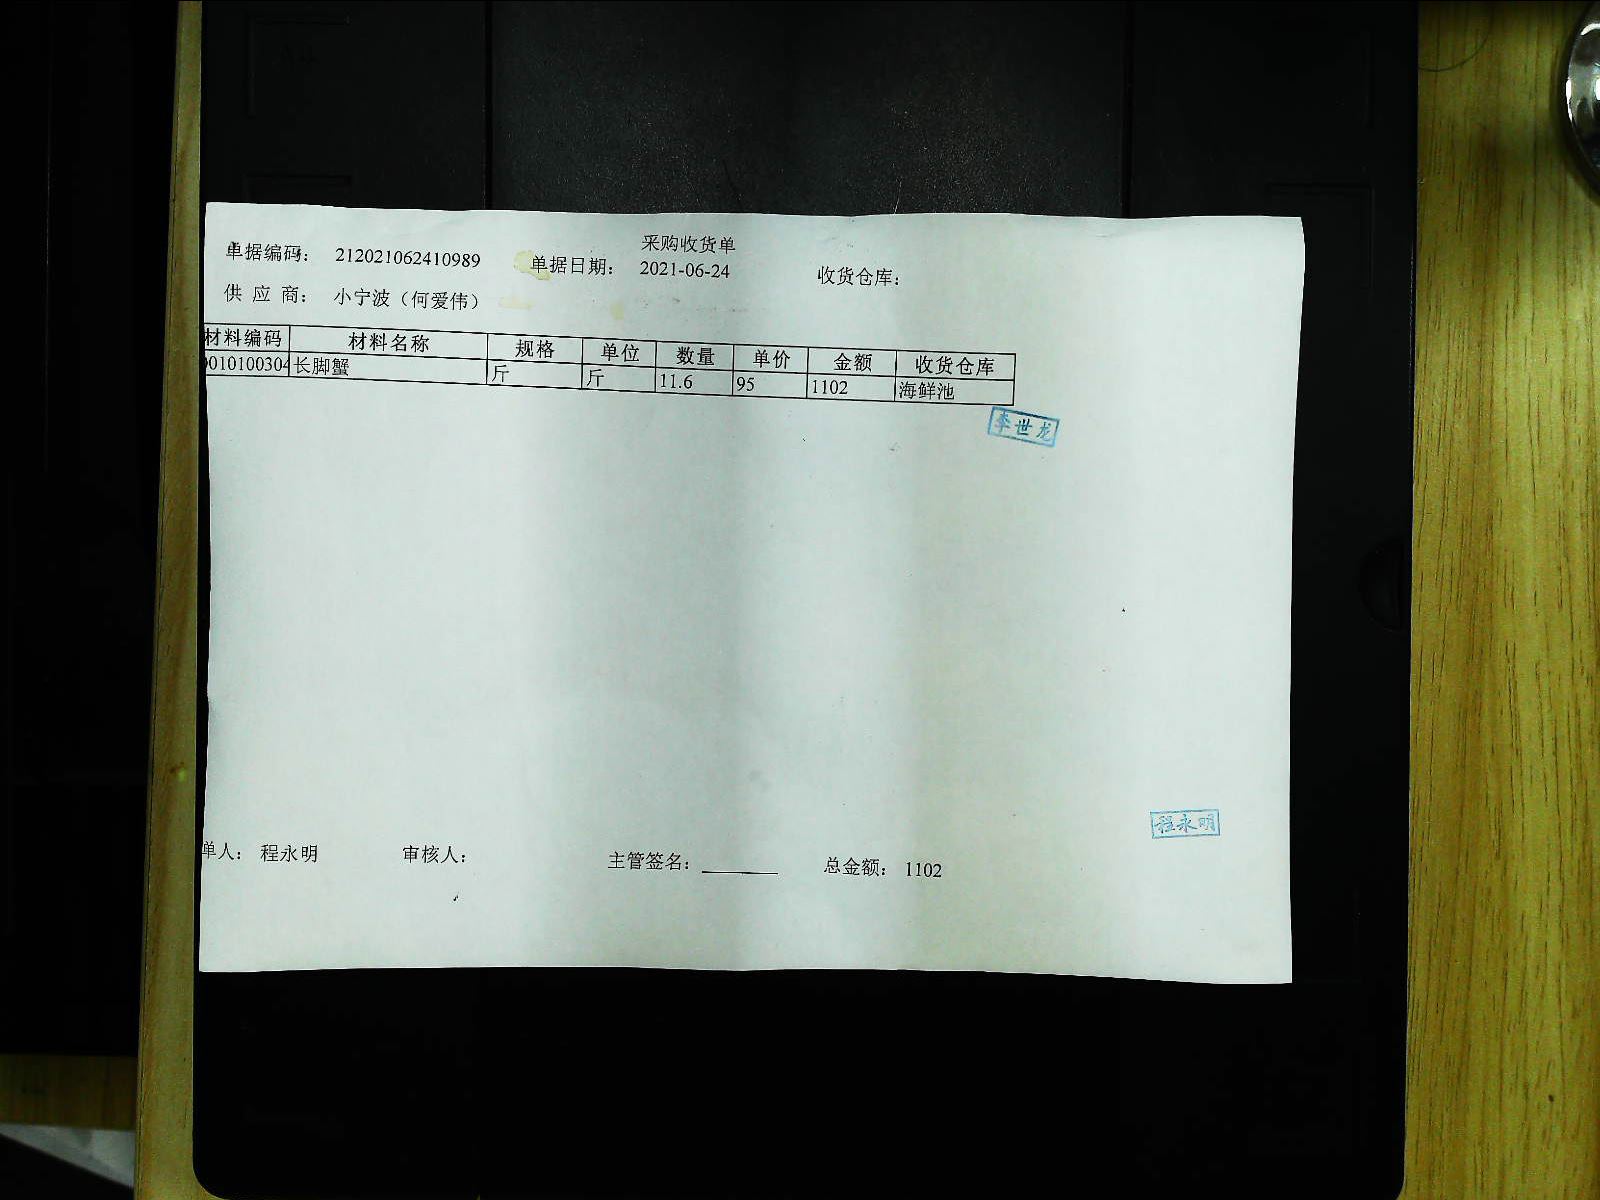 采购收货单
单据编码： 212021062410989 单据日期： 2021-06-24 收货仓库：
供 应 商： 小宁波（何爱伟）
材料编码 材料名称 规格 单位 数量 单价 金额 收货仓库
0010100304 长脚蟹 斤 斤 11.6 95 1102 海鲜池
李世龙
程永明
单人： 程永明 审核人： 主管签名： 总金额： 1102